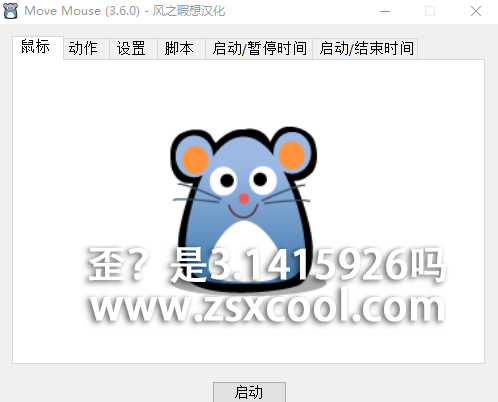 Move Mouse (3.6.0) - 风之暇想汉化
鼠标 动作 设置 脚本 启动/暂停时间 启动/结束时间
歪？是3.1415926吗
www.zsxcool.com
启动